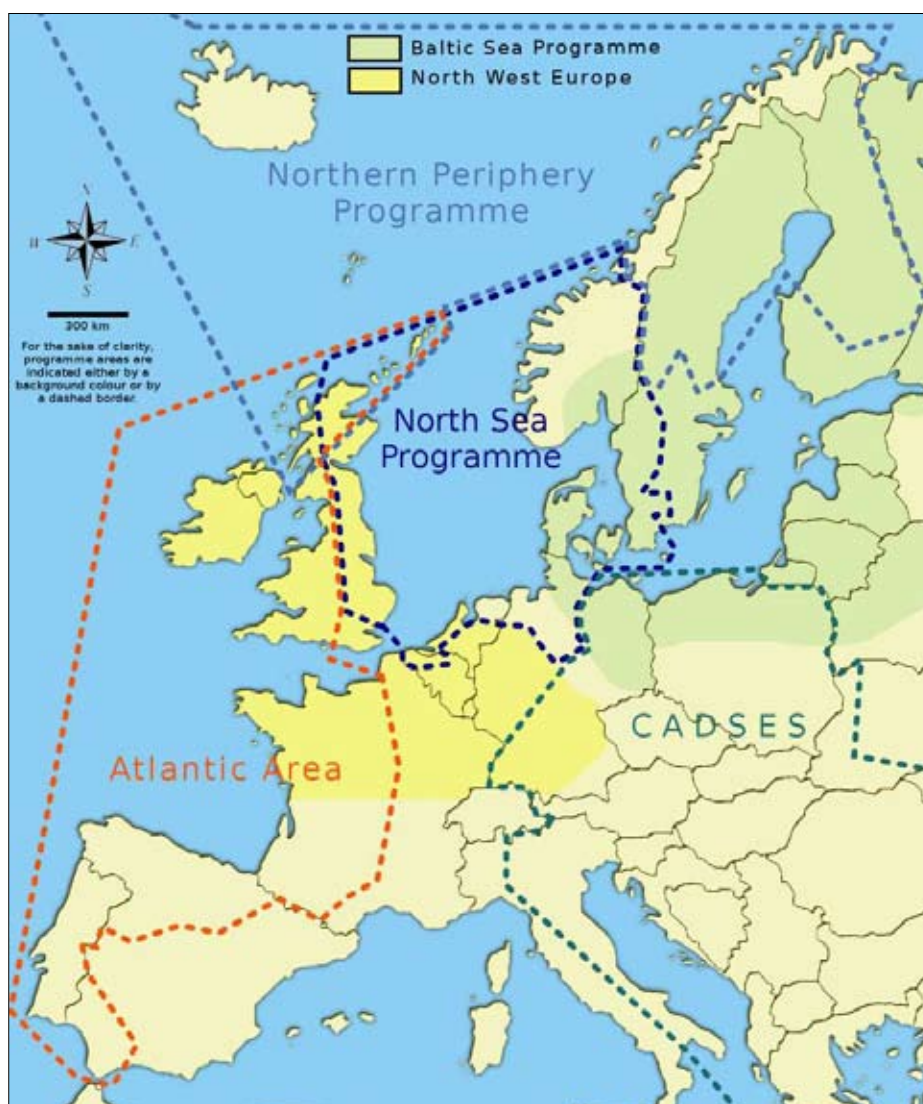 Baltic Sea Programme
North West Europe
Northern Periphery
Programme
N
W
E
S
300 km
For the sake of clarity,
programme areas are
indicated either by a
background colour or by
a dashed border.
North Sea
Programme
CADSES
Atlantic Area